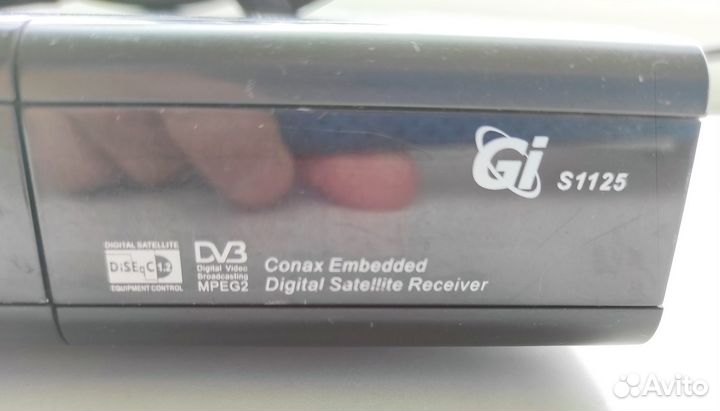 Gi S1125
DIGITAL SATELLITE
DiSEqC 1.2
EQUIPMENT CONTROL
DVB
Digital Video
Broadcasting
MPEG2
Conax Embedded
Digital Satellite Receiver
Avito